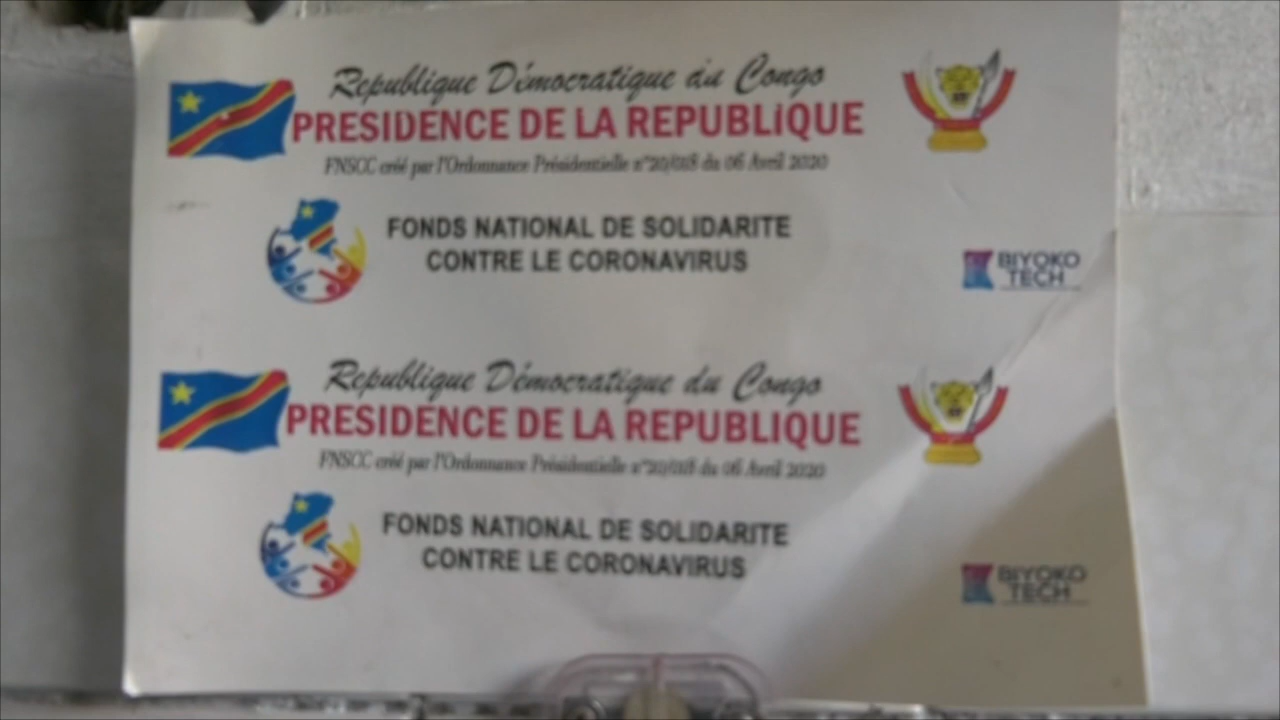 Republique Démocratique du Congo
PRESIDENCE DE LA REPUBLiQUE
FNSCC créé par l'Ordonnance Présidentielle n°20/018 du 06 Avril 2020
FONDS NATIONAL DE SOLIDARITE
CONTRE LE CORONAVIRUS
BIYOKO
TECH
Republique Démocratique du Congo
PRESIDENCE DE LA REPUBLIQUE
FNSCC créé par l'Ordonnance Présidentielle n°20/018 du 06 Avril 2020
FONDS NATIONAL DE SOLIDARITE
CONTRE LE CORONAVIRUS
BIYOKO
TECH